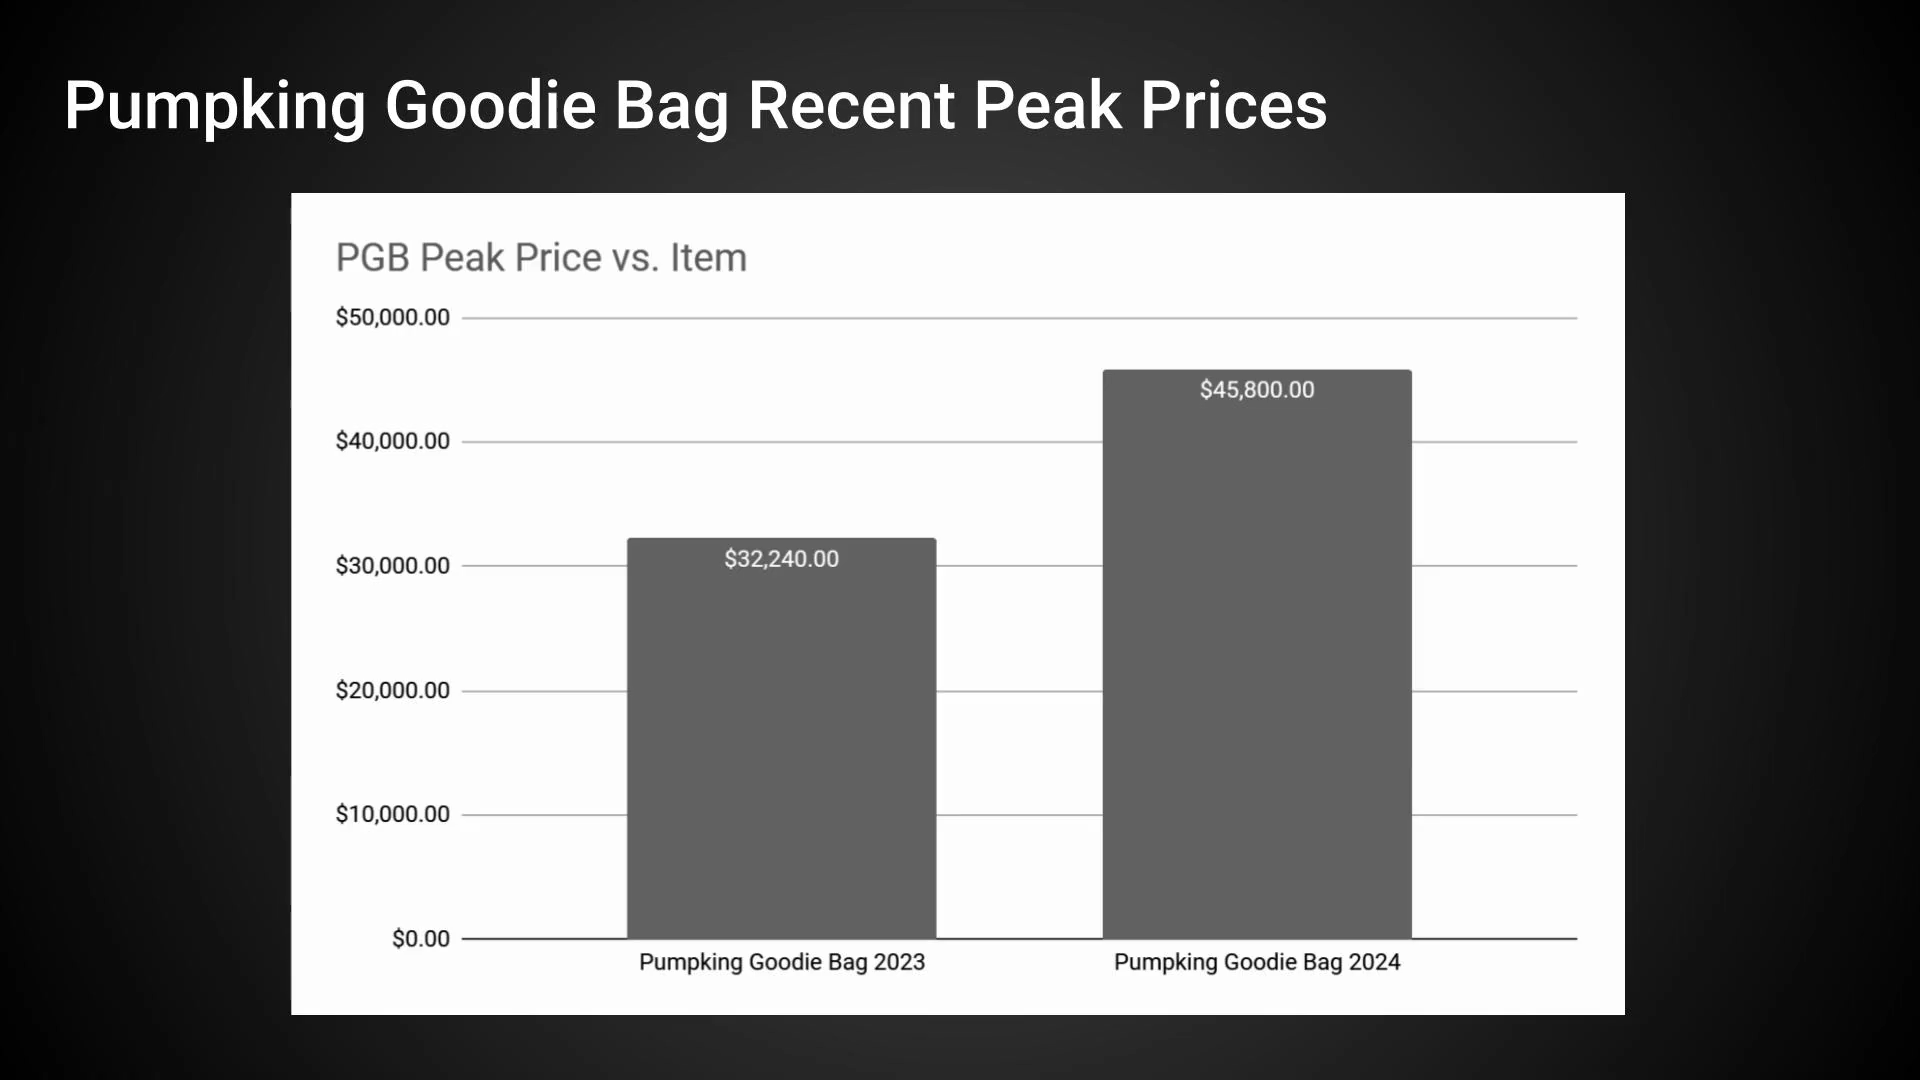 Pumpking Goodie Bag Recent Peak Prices
PGB Peak Price vs. Item
$50,000.00
$45,800.00
$40,000.00
$32,240.00
$30,000.00
$20,000.00
$10,000.00
$0.00
Pumpking Goodie Bag 2023
Pumpking Goodie Bag 2024